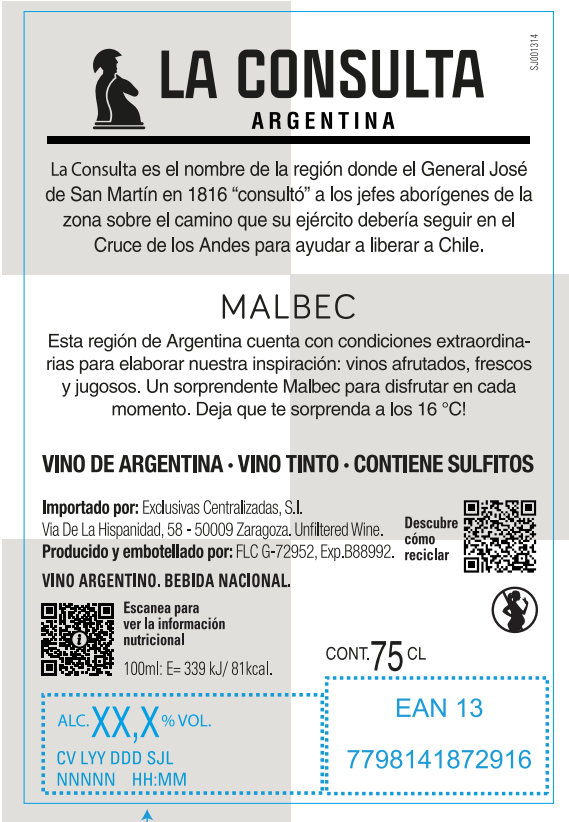 SJ001314
LA CONSULTA
ARGENTINA
La Consulta es el nombre de la región donde el General José
de San Martín en 1816 “consultó” a los jefes aborígenes de la
zona sobre el camino que su ejército debería seguir en el
Cruce de los Andes para ayudar a liberar a Chile.
MALBEC
Esta región de Argentina cuenta con condiciones extraordina-
rias para elaborar nuestra inspiración: vinos afrutados, frescos
y jugosos. Un sorprendente Malbec para disfrutar en cada
momento. Deja que te sorprenda a los 16 °C!
VINO DE ARGENTINA · VINO TINTO · CONTIENE SULFITOS
Importado por: Exclusivas Centralizadas, S.l.
Via De La Hispanidad, 58 - 50009 Zaragoza. Unfiltered Wine.
Producido y embotellado por: FLC G-72952, Exp.B88992.
VINO ARGENTINO. BEBIDA NACIONAL.
Descubre
cómo
reciclar
Escanea para
ver la información
nutricional
100ml: E= 339 kJ/ 81kcal.
CONT. 75 CL
ALC. XX,X % VOL.
CV LYY DDD SJL
NNNNN HH:MM
EAN 13
7798141872916